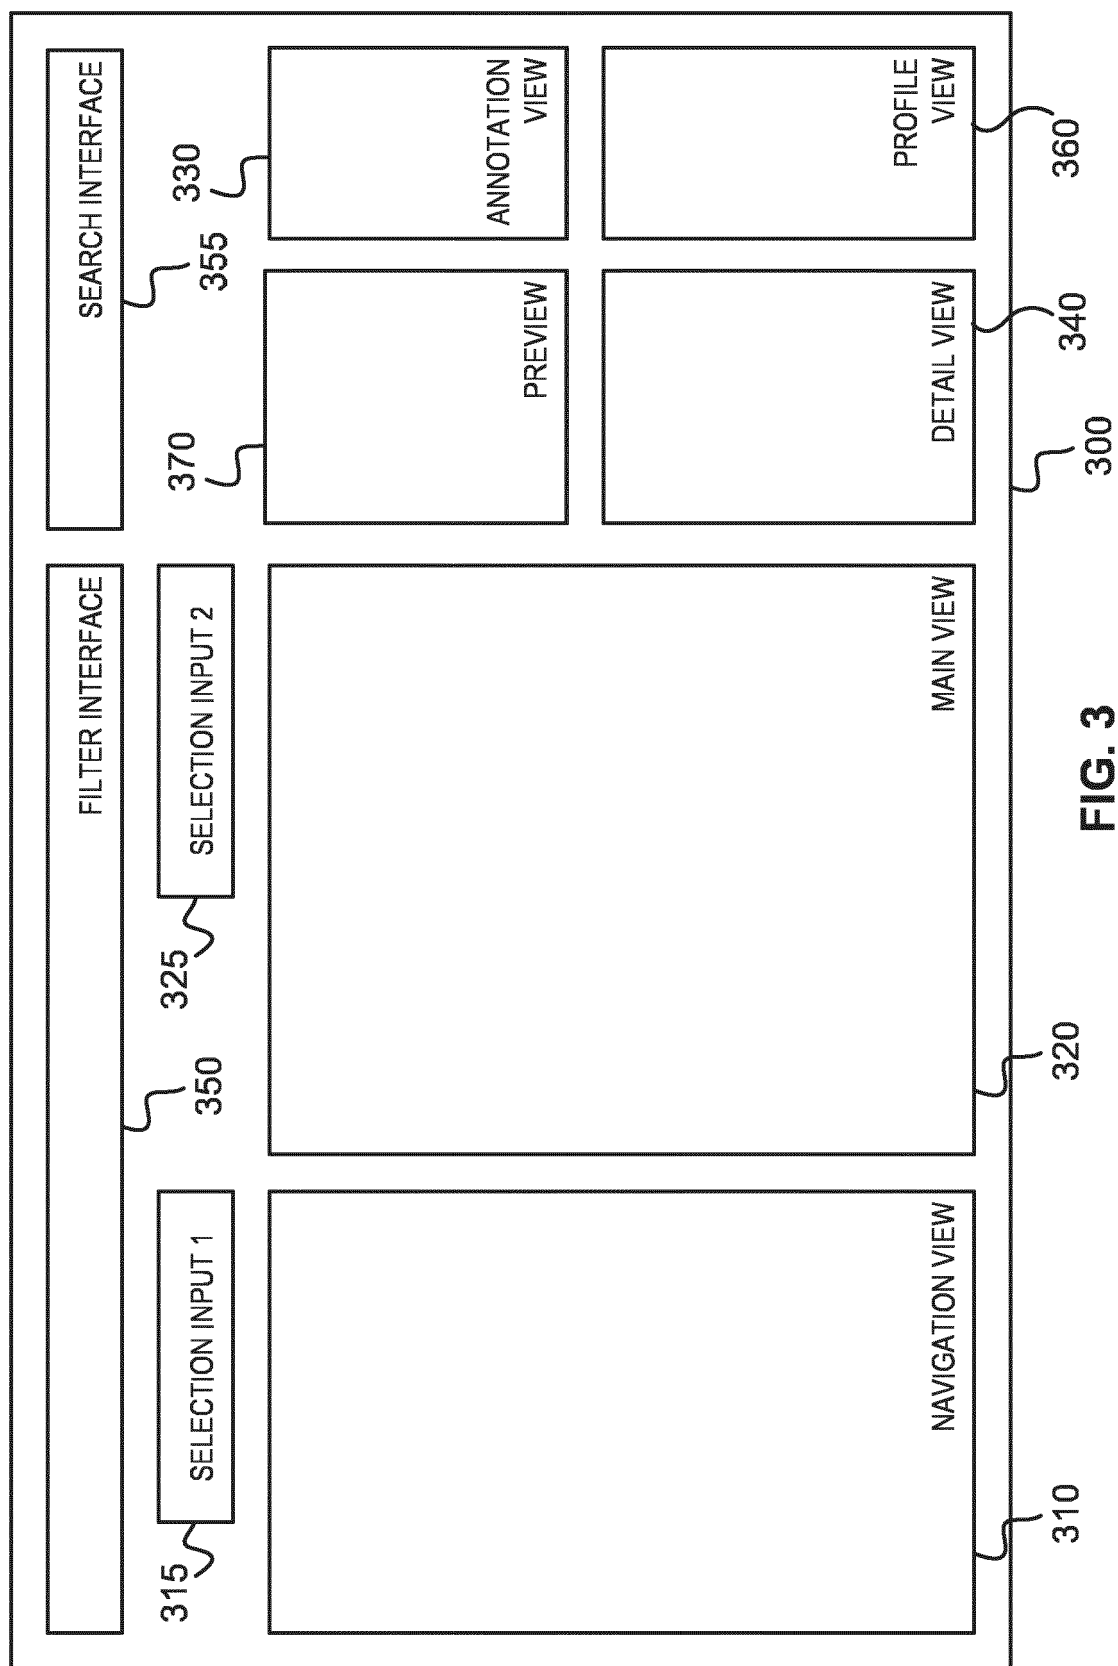 FILTER INTERFACE
SEARCH INTERFACE
350
355
SELECTION INPUT 1
315
SELECTION INPUT 2
325
370
330
PREVIEW
ANNOTATION
VIEW
NAVIGATION VIEW
MAIN VIEW
DETAIL VIEW
PROFILE
VIEW
310
320
300
340
360
FIG. 3